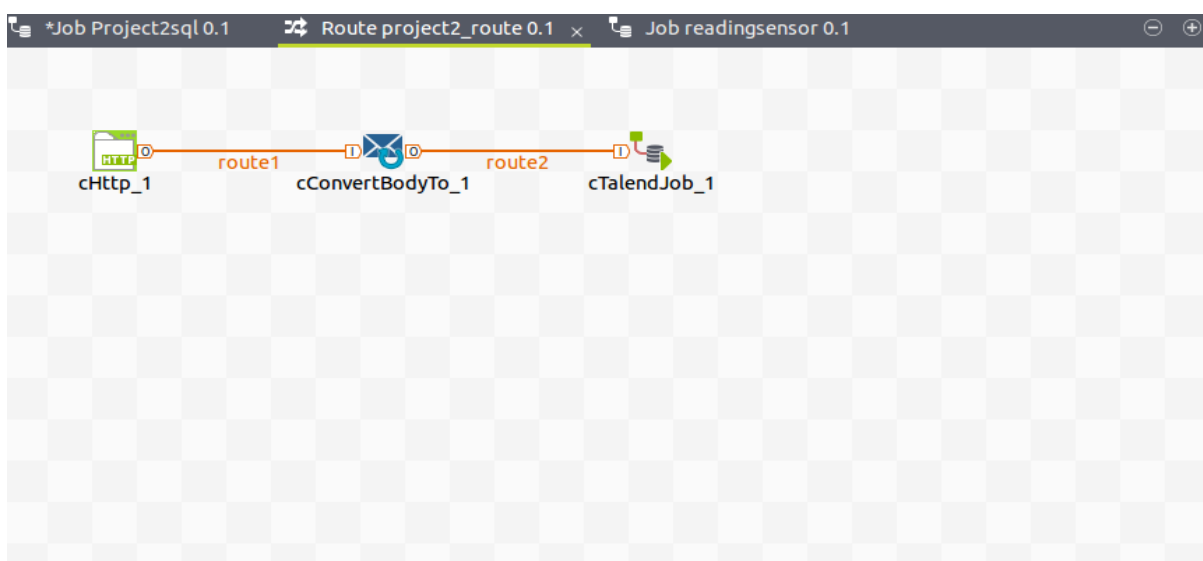 *Job Project2sql 0.1 Route project2_route 0.1 Job readingsensor 0.1
HTTP O route1 I O route2 I
cHttp_1 cConvertBodyTo_1 cTalendJob_1